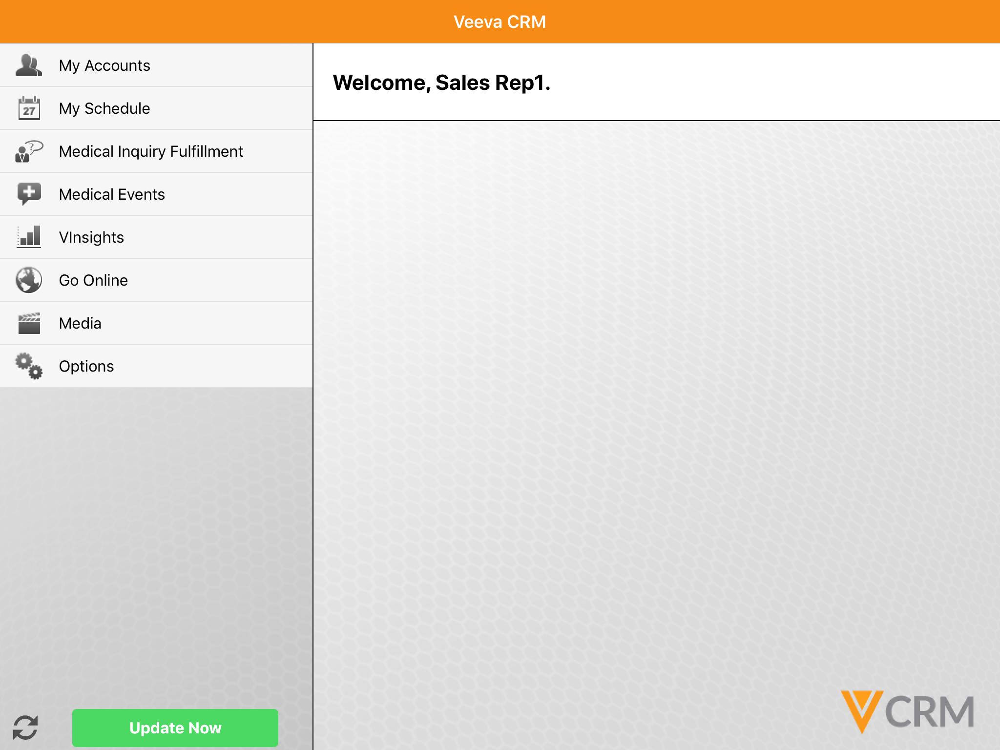 Veeva CRM
My Accounts
27
My Schedule
?
Medical Inquiry Fulfillment
Medical Events
VInsights
Go Online
Media
Options
Update Now
Welcome, Sales Rep1.
CRM